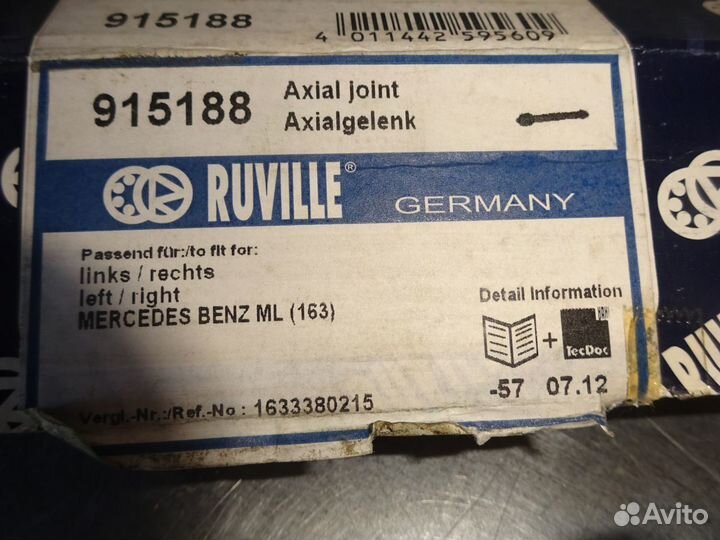 915188
4 011442 595609
915188
Axial joint
Axialgelenk
RUVILLE® GERMANY
Passend für:/to fit for:
links / rechts
left / right
MERCEDES BENZ ML (163)
Detail Information
+ TecDoc
-57 07.12
Vergl.-Nr.:/Ref.-No : 1633380215
RUVILLE
Avito